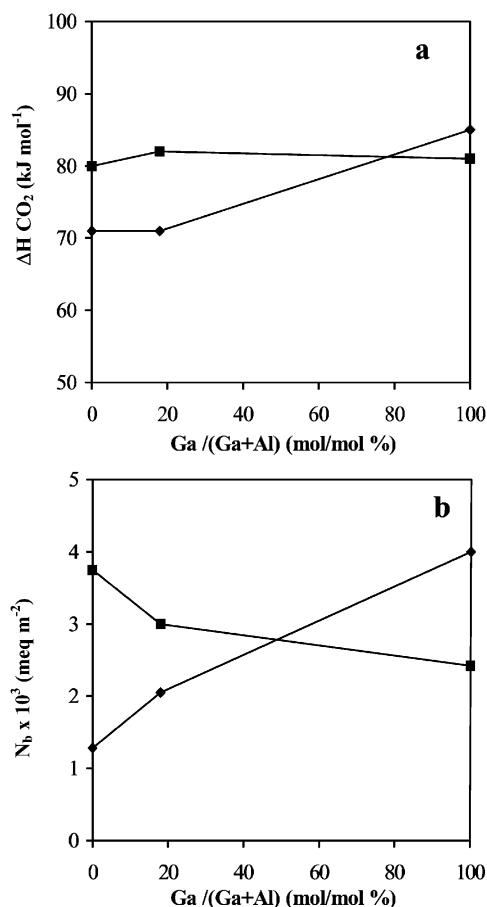 a
100
90
80
70
60
50
ΔH CO₂ (kJ mol⁻¹)
0 20 40 60 80 100
Ga /(Ga+Al) (mol/mol %)
b
5
4
3
2
1
0
N_b x 10³ (meq m⁻²)
0 20 40 60 80 100
Ga /(Ga+Al) (mol/mol %)